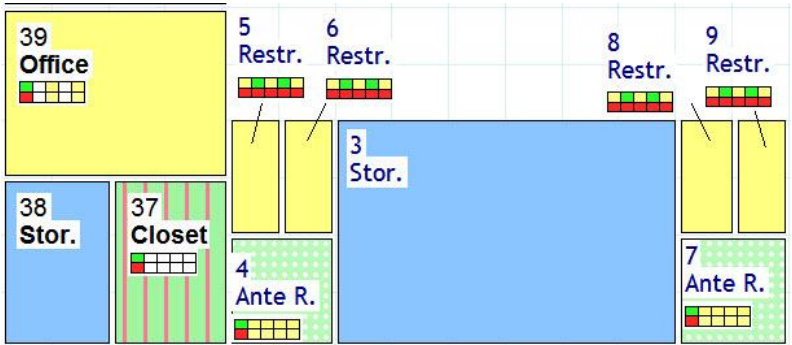 39
Office
5
Restr.
6
Restr.
8
Restr.
9
Restr.
3
Stor.
38
Stor.
37
Closet
4
Ante R.
7
Ante R.